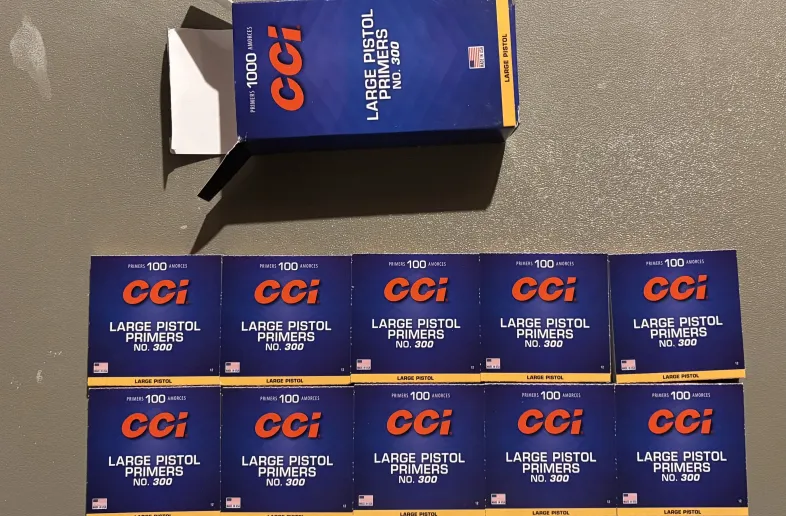 PRIMERS 1000 AMORCES
CCI
LARGE PISTOL
PRIMERS
NO. 300
MADE IN USA
LARGE PISTOL
PRIMERS 100 AMORCES
CCI
LARGE PISTOL
PRIMERS
NO. 300
LARGE PISTOL
PRIMERS 100 AMORCES
CCI
LARGE PISTOL
PRIMERS
NO. 300
LARGE PISTOL
PRIMERS 100 AMORCES
CCI
LARGE PISTOL
PRIMERS
NO. 300
LARGE PISTOL
PRIMERS 100 AMORCES
CCI
LARGE PISTOL
PRIMERS
NO. 300
LARGE PISTOL
PRIMERS 100 AMORCES
CCI
LARGE PISTOL
PRIMERS
NO. 300
LARGE PISTOL
PRIMERS 100 AMORCES
CCI
LARGE PISTOL
PRIMERS
NO. 300
LARGE PISTOL
PRIMERS 100 AMORCES
CCI
LARGE PISTOL
PRIMERS
NO. 300
LARGE PISTOL
PRIMERS 100 AMORCES
CCI
LARGE PISTOL
PRIMERS
NO. 300
LARGE PISTOL
PRIMERS 100 AMORCES
CCI
LARGE PISTOL
PRIMERS
NO. 300
LARGE PISTOL
PRIMERS 100 AMORCES
CCI
LARGE PISTOL
PRIMERS
NO. 300
LARGE PISTOL